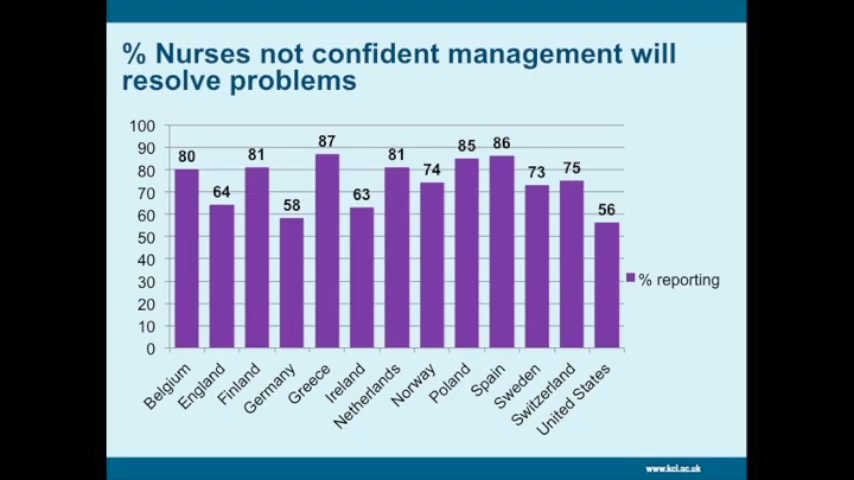 % Nurses not confident management will
resolve problems
100
90
80
70
60
50
40
30
20
10
0
80
64
81
58
87
63
81
74
85
86
73
75
56
Belgium
England
Finland
Germany
Greece
Ireland
Netherlands
Norway
Poland
Spain
Sweden
Switzerland
United States
% reporting
www.kcl.ac.uk